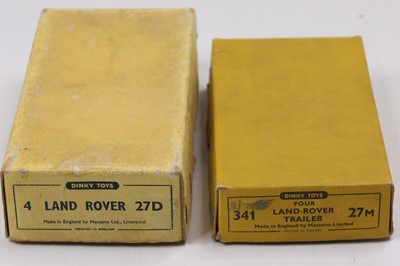 DINKY TOYS
4 LAND ROVER 27D
Made in England by Meccano Ltd., Liverpool
DINKY TOYS
FOUR
341 LAND-ROVER 27M
TRAILER
Made in England by Meccano Limited